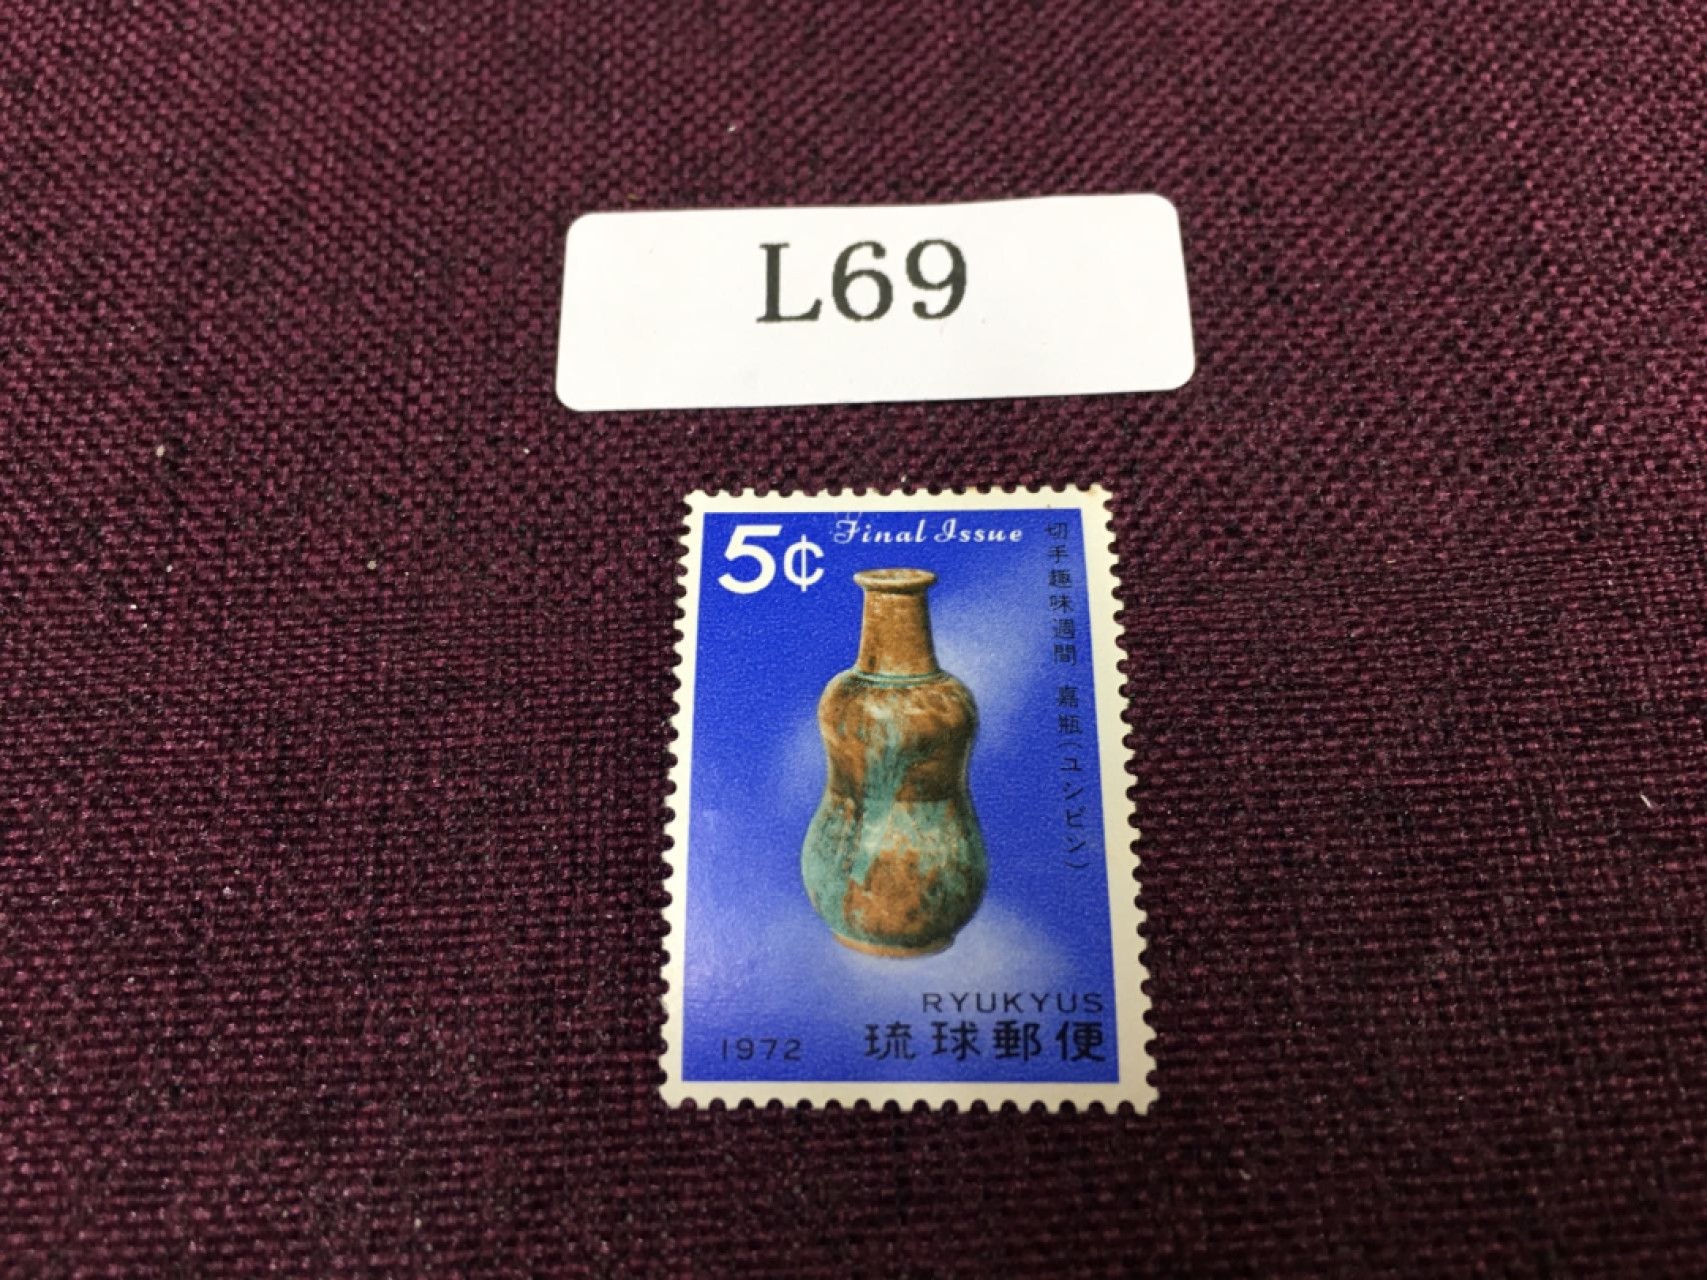 L69
5¢ Final Issue
切手趣味週間 嘉瓶(ユシビン)
RYUKYUS
1972 琉球郵便